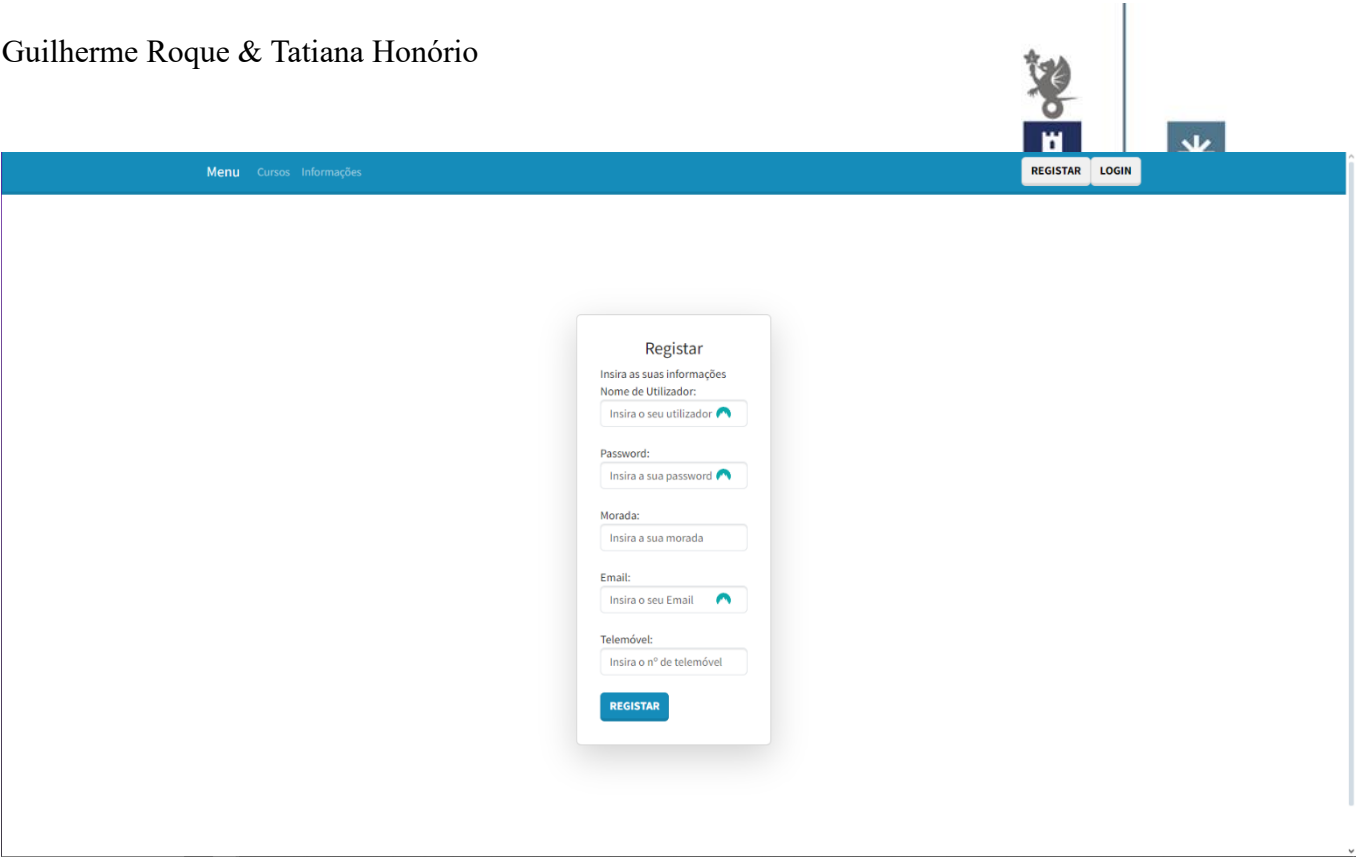 Guilherme Roque & Tatiana Honório
Menu Cursos Informações REGISTAR LOGIN
Registar
Insira as suas informações
Nome de Utilizador:
Insira o seu utilizador
Password:
Insira a sua password
Morada:
Insira a sua morada
Email:
Insira o seu Email
Telemóvel:
Insira o nº de telemóvel
REGISTAR